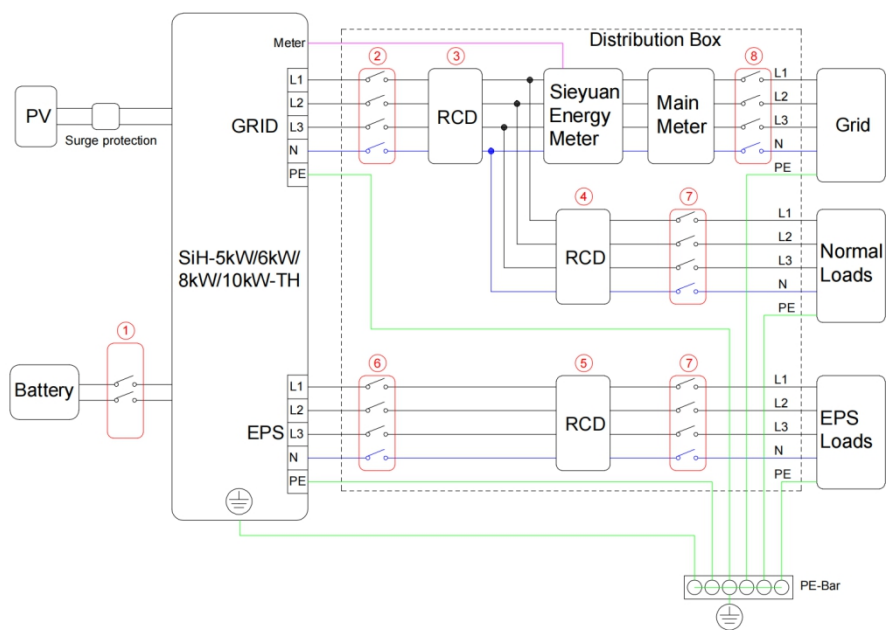 Distribution Box
Meter
②
③
⑧
L1
L2
L3
N
PE
GRID
RCD
Sieyuan
Energy
Meter
Main
Meter
L1
L2
L3
N
PE
Grid
PV
Surge protection
④
⑦
RCD
L1
L2
L3
N
PE
Normal
Loads
SiH-5kW/6kW/
8kW/10kW-TH
①
Battery
⑥
⑤
⑦
L1
L2
L3
N
PE
EPS
RCD
L1
L2
L3
N
PE
EPS
Loads
PE-Bar